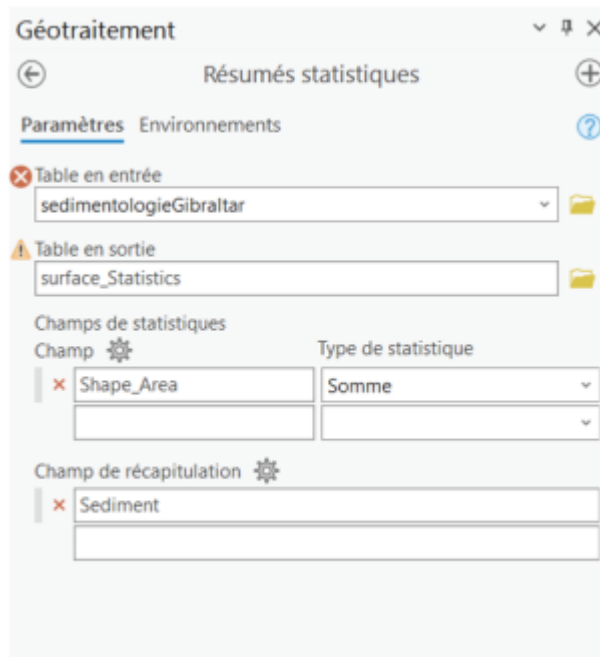 Géotraitement
Résumés statistiques
Paramètres Environnements
Table en entrée
sedimentologieGibraltar
Table en sortie
surface_Statistics
Champs de statistiques
Champ Type de statistique
Shape_Area Somme
Champ de récapitulation
Sediment